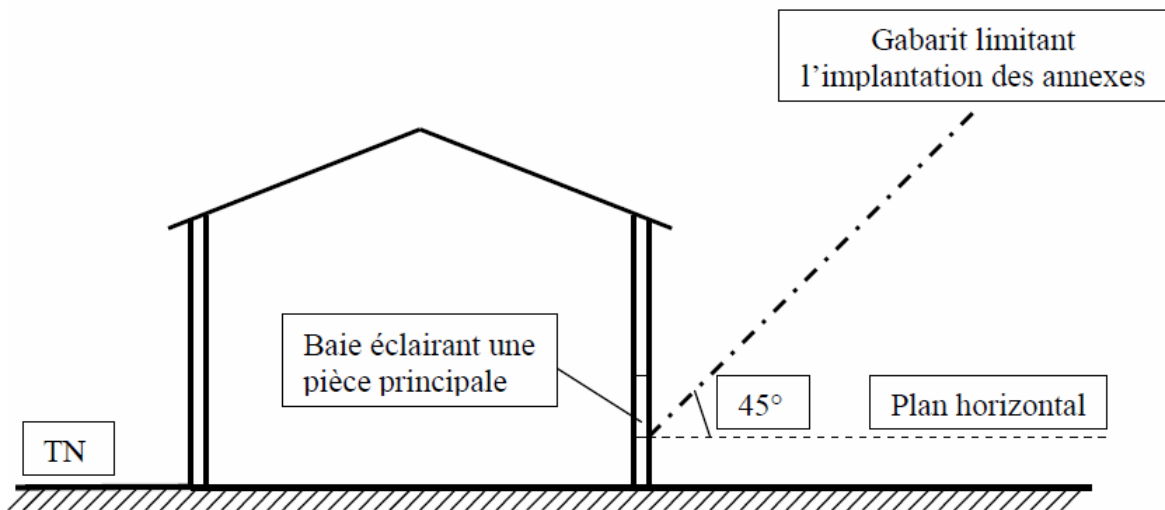 Gabarit limitant
l’implantation des annexes
Baie éclairant une
pièce principale
45°
Plan horizontal
TN